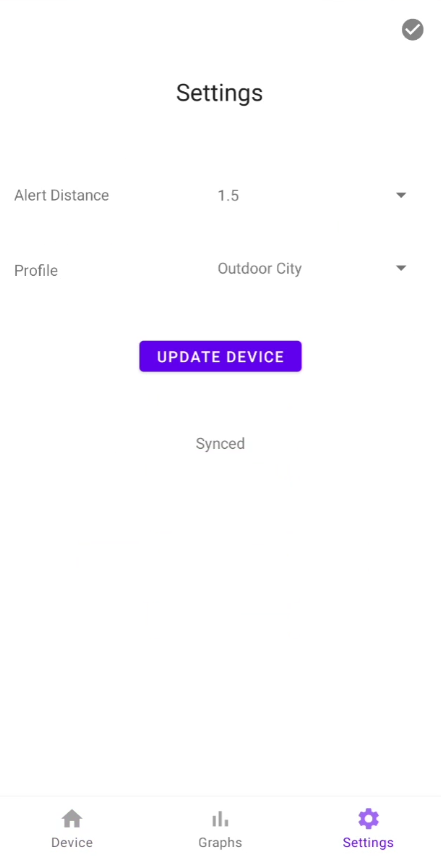 Settings
Alert Distance 1.5
Profile Outdoor City
UPDATE DEVICE
Synced
Device Graphs Settings